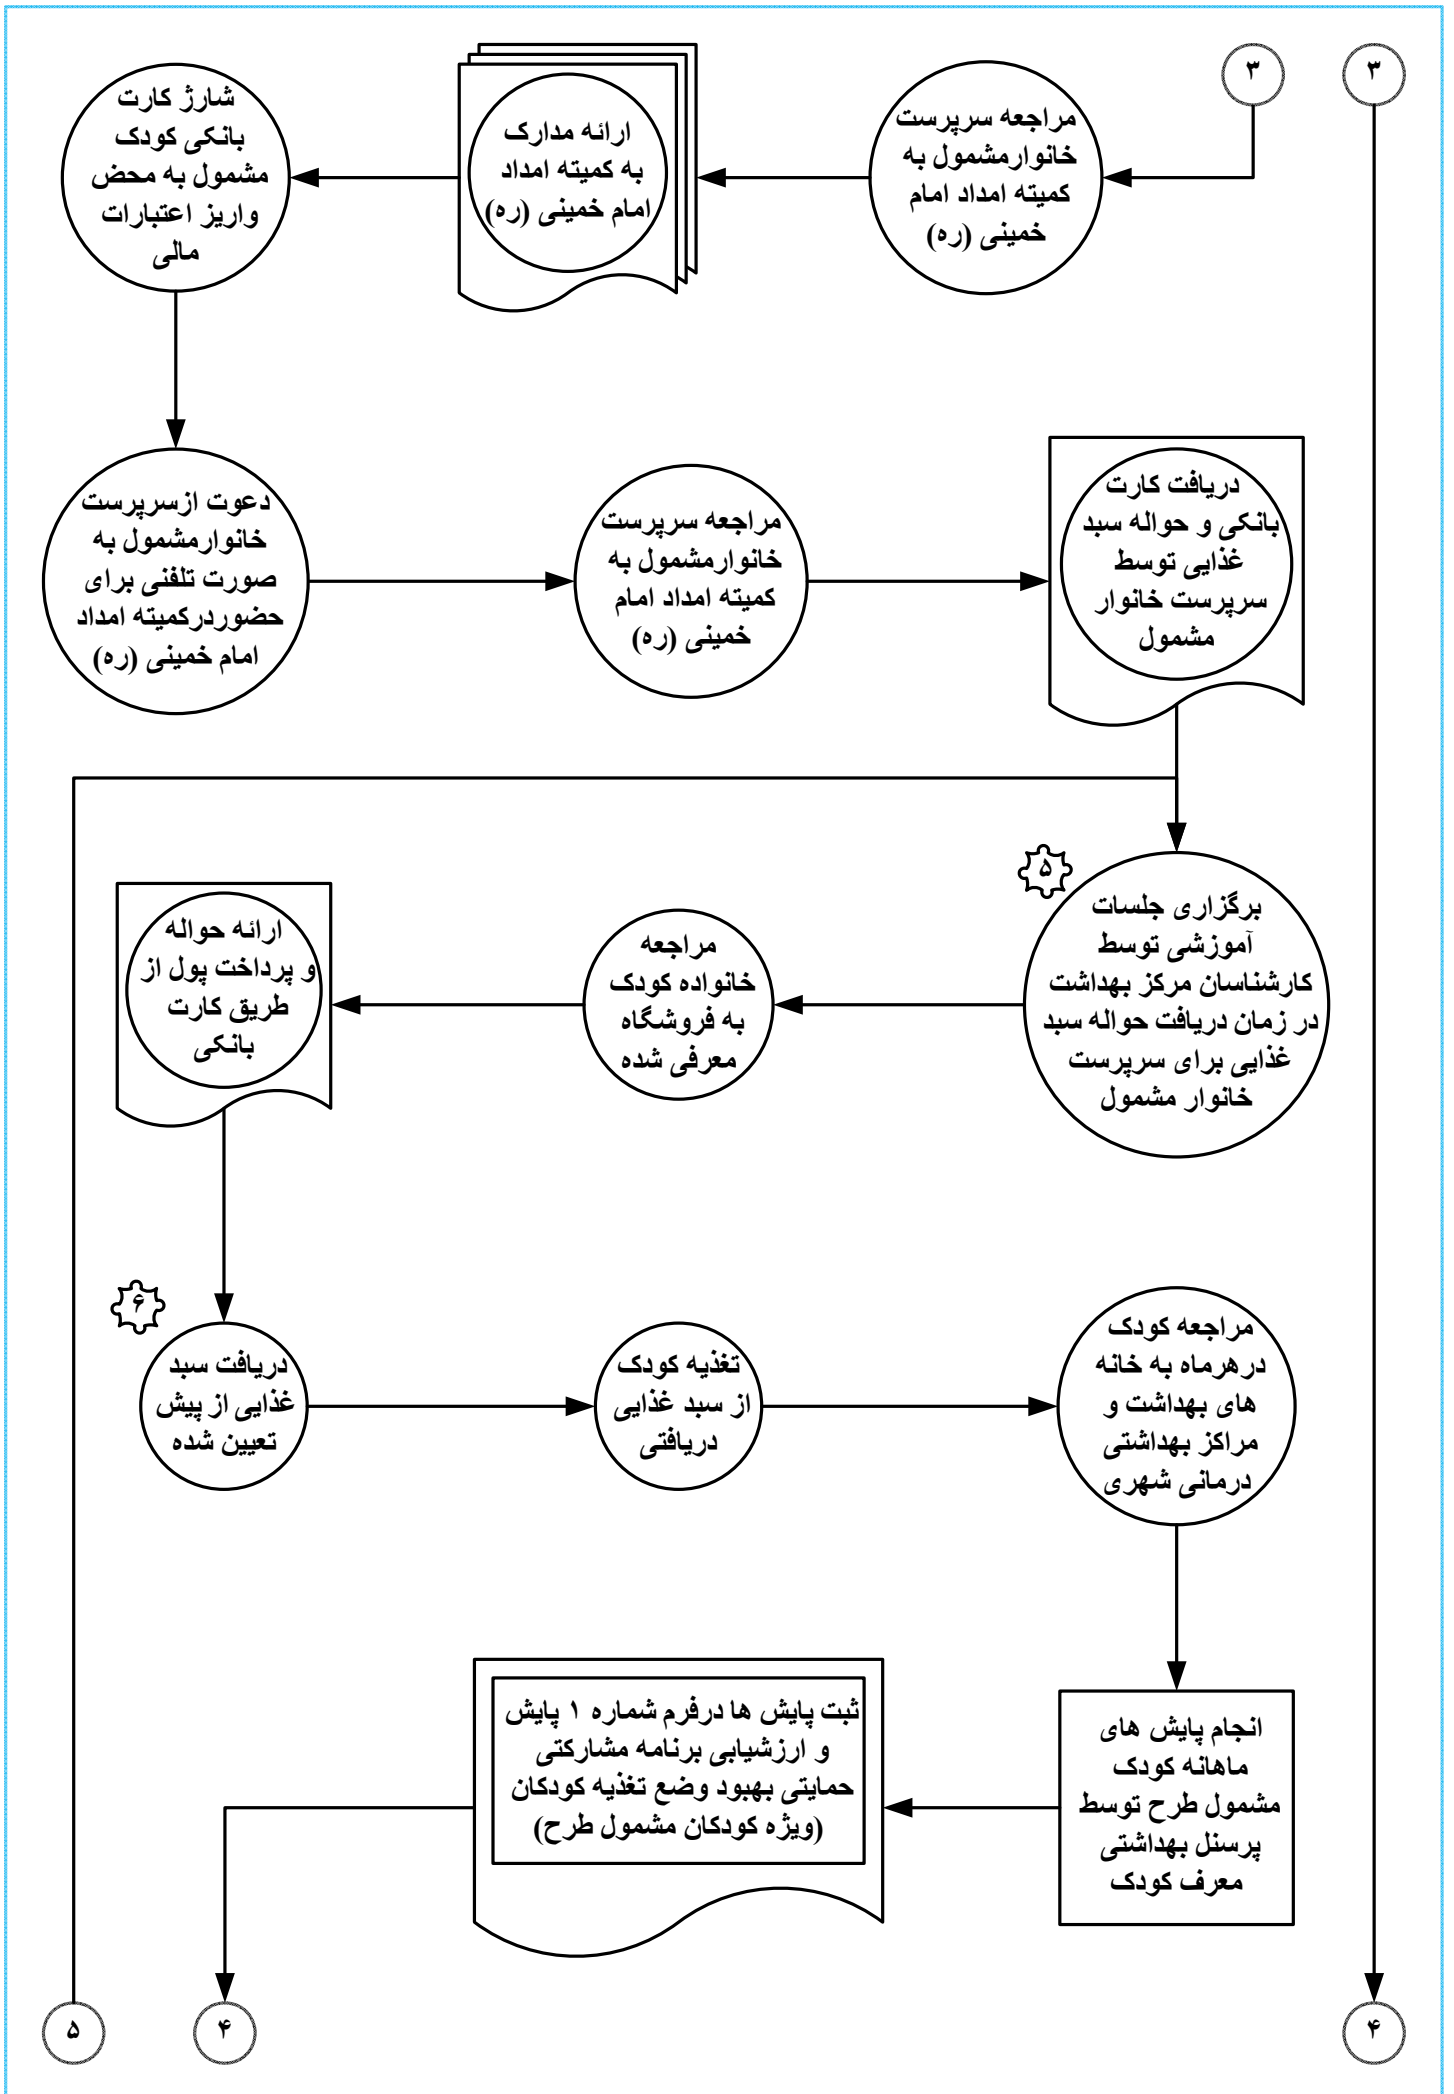 ۳
۳
مراجعه سرپرست
خانوارمشمول به
کمیته امداد امام
خمینی (ره)
ارائه مدارک
به کمیته امداد
امام خمینی (ره)
شارژ کارت
بانکی کودک
مشمول به محض
واریز اعتبارات
مالی
دعوت ازسرپرست
خانوارمشمول به
صورت تلفنی برای
حضوردرکمیته امداد
امام خمینی (ره)
مراجعه سرپرست
خانوارمشمول به
کمیته امداد امام
خمینی (ره)
دریافت کارت
بانکی و حواله سبد
غذایی توسط
سرپرست خانوار
مشمول
۵
برگزاری جلسات
آموزشی توسط
کارشناسان مرکز بهداشت
در زمان دریافت حواله سبد
غذایی برای سرپرست
خانوار مشمول
مراجعه
خانواده کودک
به فروشگاه
معرفی شده
ارائه حواله
و پرداخت پول از
طریق کارت
بانکی
۶
دریافت سبد
غذایی از پیش
تعیین شده
تغذیه کودک
از سبد غذایی
دریافتی
مراجعه کودک
درهرماه به خانه
های بهداشت و
مراکز بهداشتی
درمانی شهری
انجام پایش های
ماهانه کودک
مشمول طرح توسط
پرسنل بهداشتی
معرف کودک
ثبت پایش ها درفرم شماره ۱ پایش
و ارزشیابی برنامه مشارکتی
حمایتی بهبود وضع تغذیه کودکان
(ویژه کودکان مشمول طرح)
۴
۴
۵